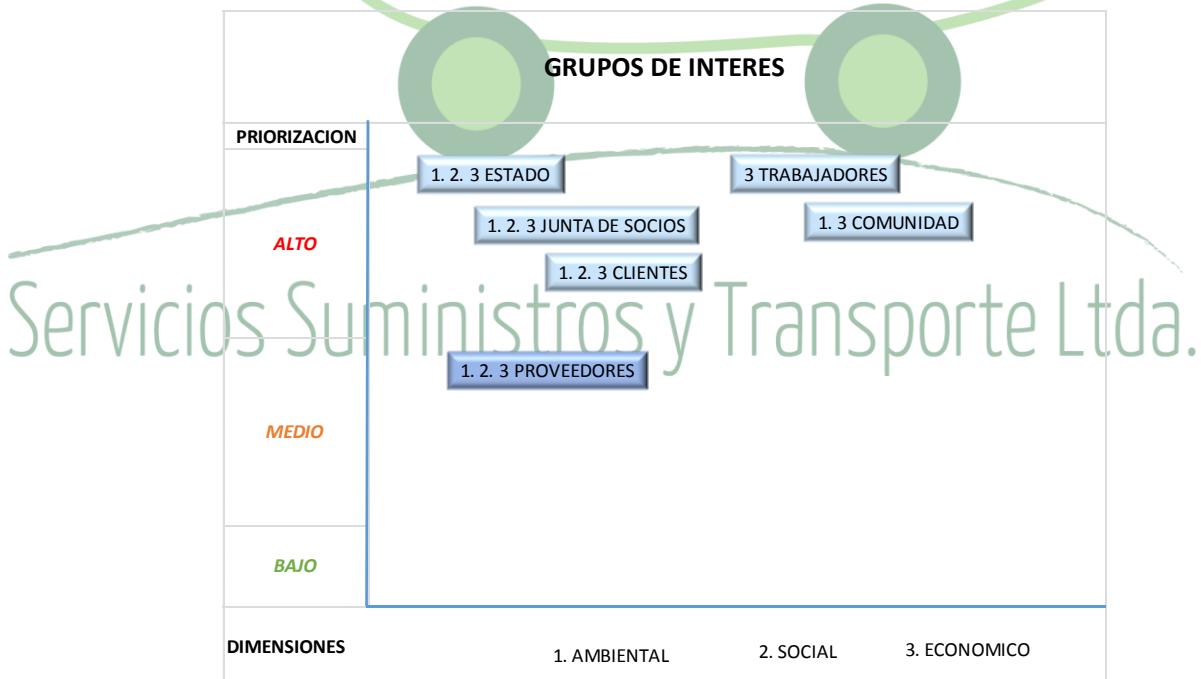 GRUPOS DE INTERES
PRIORIZACION
1. 2. 3 ESTADO
3 TRABAJADORES
1. 2. 3 JUNTA DE SOCIOS
1. 3 COMUNIDAD
ALTO
1. 2. 3 CLIENTES
Servicios Suministros y Transporte Ltda.
1. 2. 3 PROVEEDORES
MEDIO
BAJO
DIMENSIONES
1. AMBIENTAL
2. SOCIAL
3. ECONOMICO